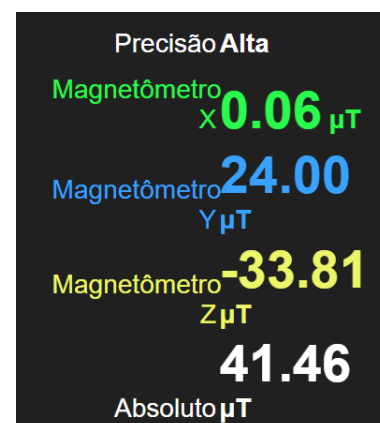 Precisão Alta
Magnetômetro
X 0.06 µT
Magnetômetro 24.00
Y µT
Magnetômetro -33.81
Z µT
41.46
Absoluto µT